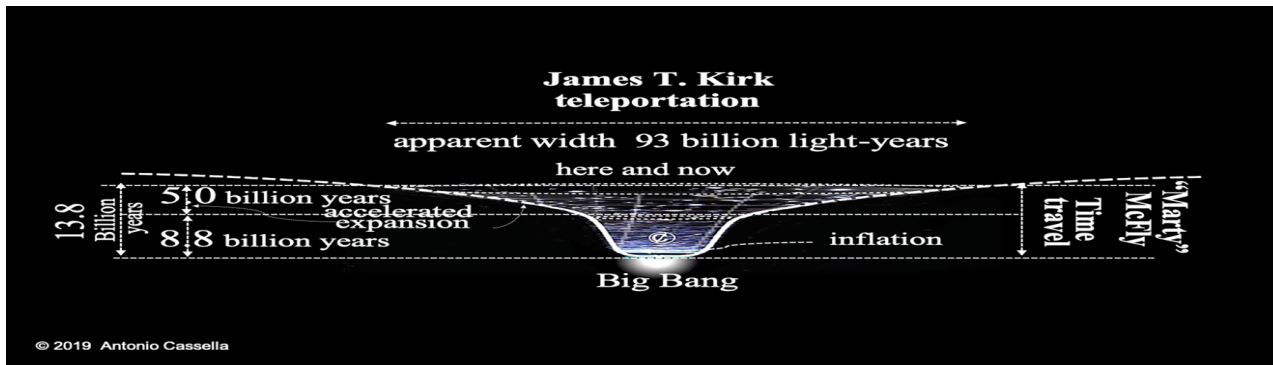 James T. Kirk
teleportation
apparent width 93 billion light-years
here and now
5.0 billion years
accelerated
expansion
8.8 billion years
13.8
Billion
years
inflation
Big Bang
"Marty"
McFly
Time
travel
© 2019 Antonio Cassella